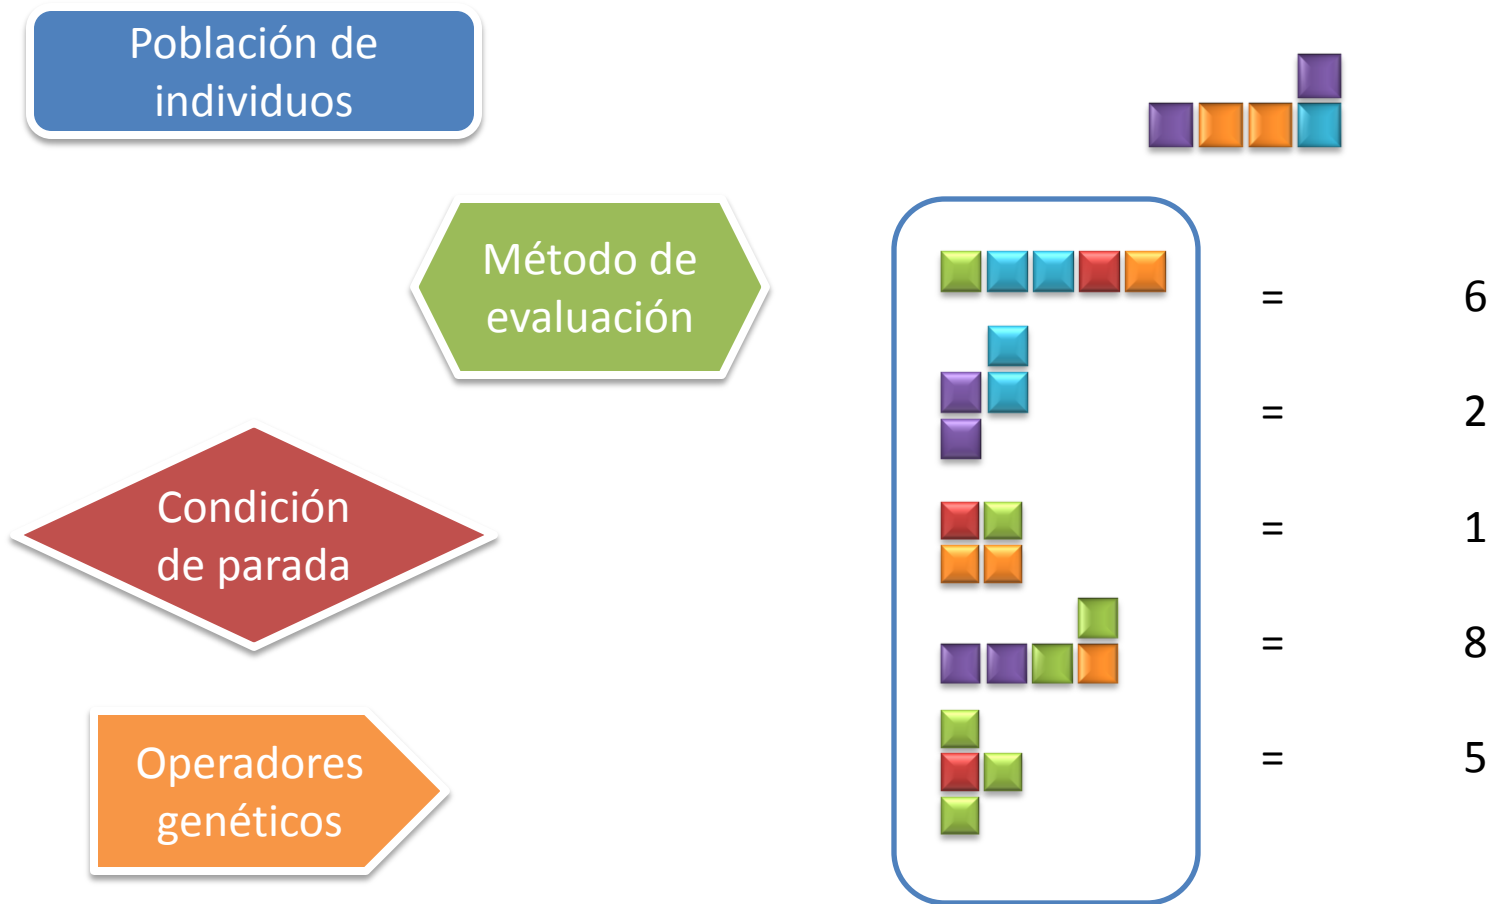 Población de
individuos
Método de
evaluación
Condición
de parada
Operadores
genéticos
= 6
= 2
= 1
= 8
= 5